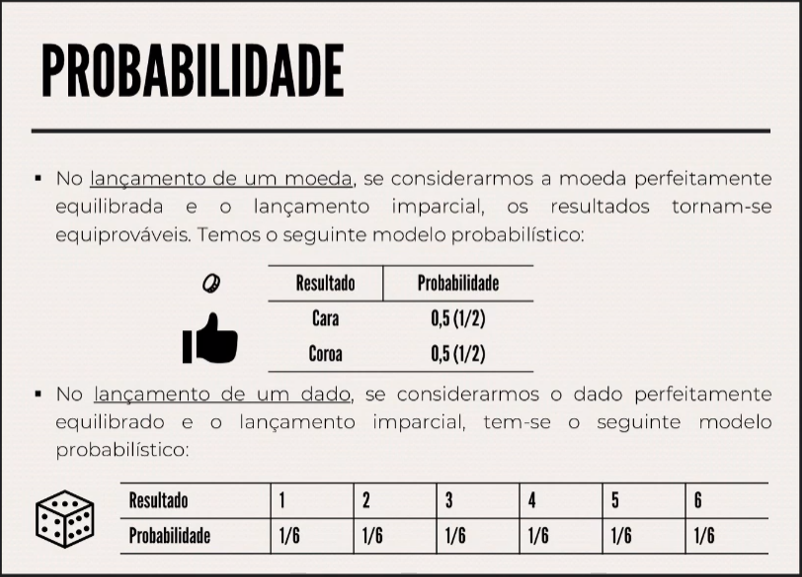 PROBABILIDADE
▪ No lançamento de um moeda, se considerarmos a moeda perfeitamente
equilibrada e o lançamento imparcial, os resultados tornam-se
equiprováveis. Temos o seguinte modelo probabilístico:
Resultado Probabilidade
Cara 0,5 (1/2)
Coroa 0,5 (1/2)
▪ No lançamento de um dado, se considerarmos o dado perfeitamente
equilibrado e o lançamento imparcial, tem-se o seguinte modelo
probabilístico:
Resultado 1 2 3 4 5 6
Probabilidade 1/6 1/6 1/6 1/6 1/6 1/6